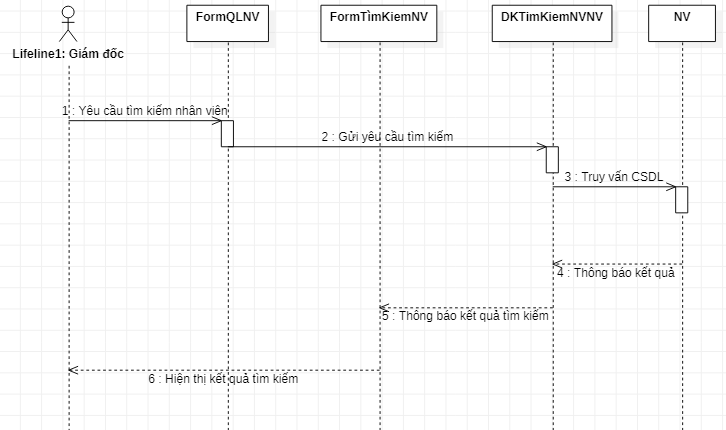 FormQLNV
FormTìmKiemNV
DKTimKiemNVNV
NV
Lifeline1: Giám đốc
1 : Yêu cầu tìm kiếm nhân viên
2 : Gửi yêu cầu tìm kiếm
3 : Truy vấn CSDL
4 : Thông báo kết quả
5 : Thông báo kết quả tìm kiếm
6 : Hiện thị kết quả tìm kiếm